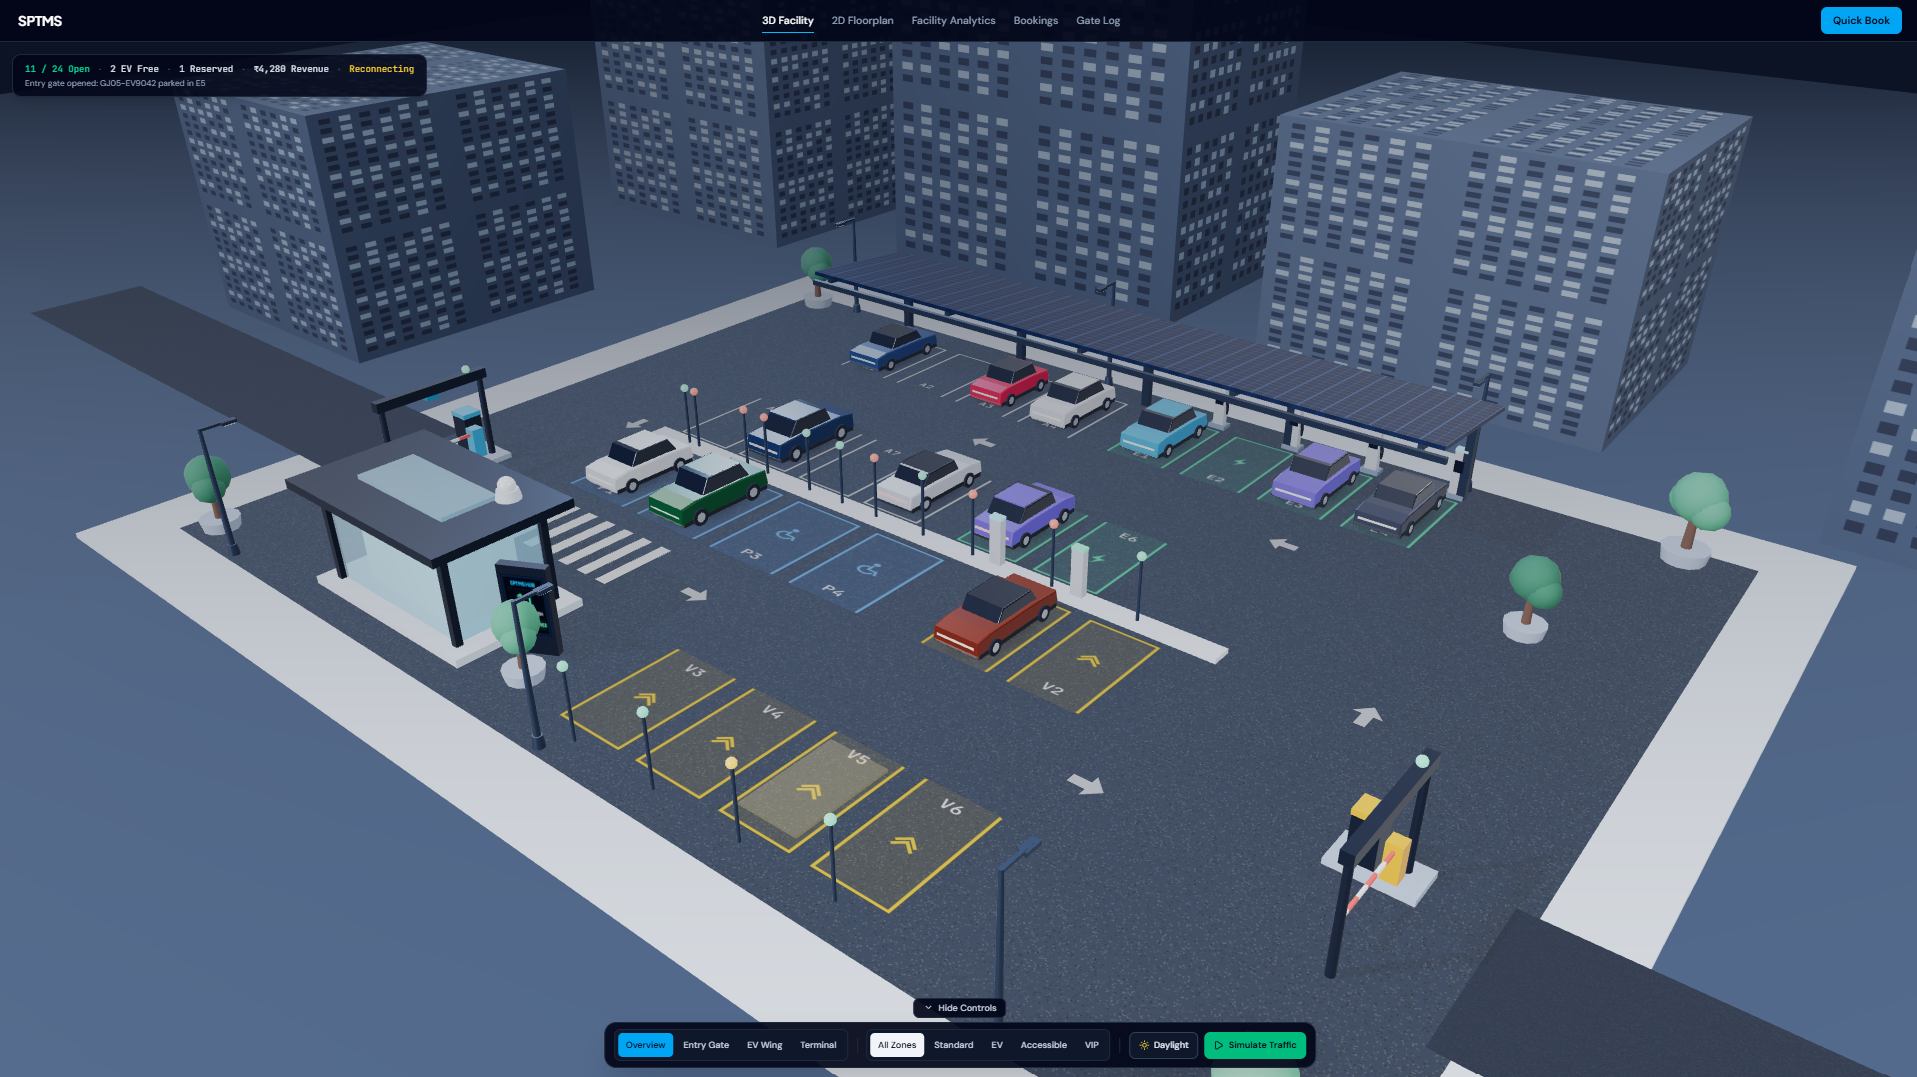 SPTMS
3D Facility
2D Floorplan
Facility Analytics
Bookings
Gate Log
Quick Book
11 / 24 Open · 2 EV Free · 1 Reserved · ₹4,280 Revenue · Reconnecting
Entry gate opened: GJ05-EV9042 parked in E5
A2
A7
E2
E6
P3
P4
V2
V3
V4
V5
V6
Hide Controls
Overview
Entry Gate
EV Wing
Terminal
All Zones
Standard
EV
Accessible
VIP
Daylight
Simulate Traffic